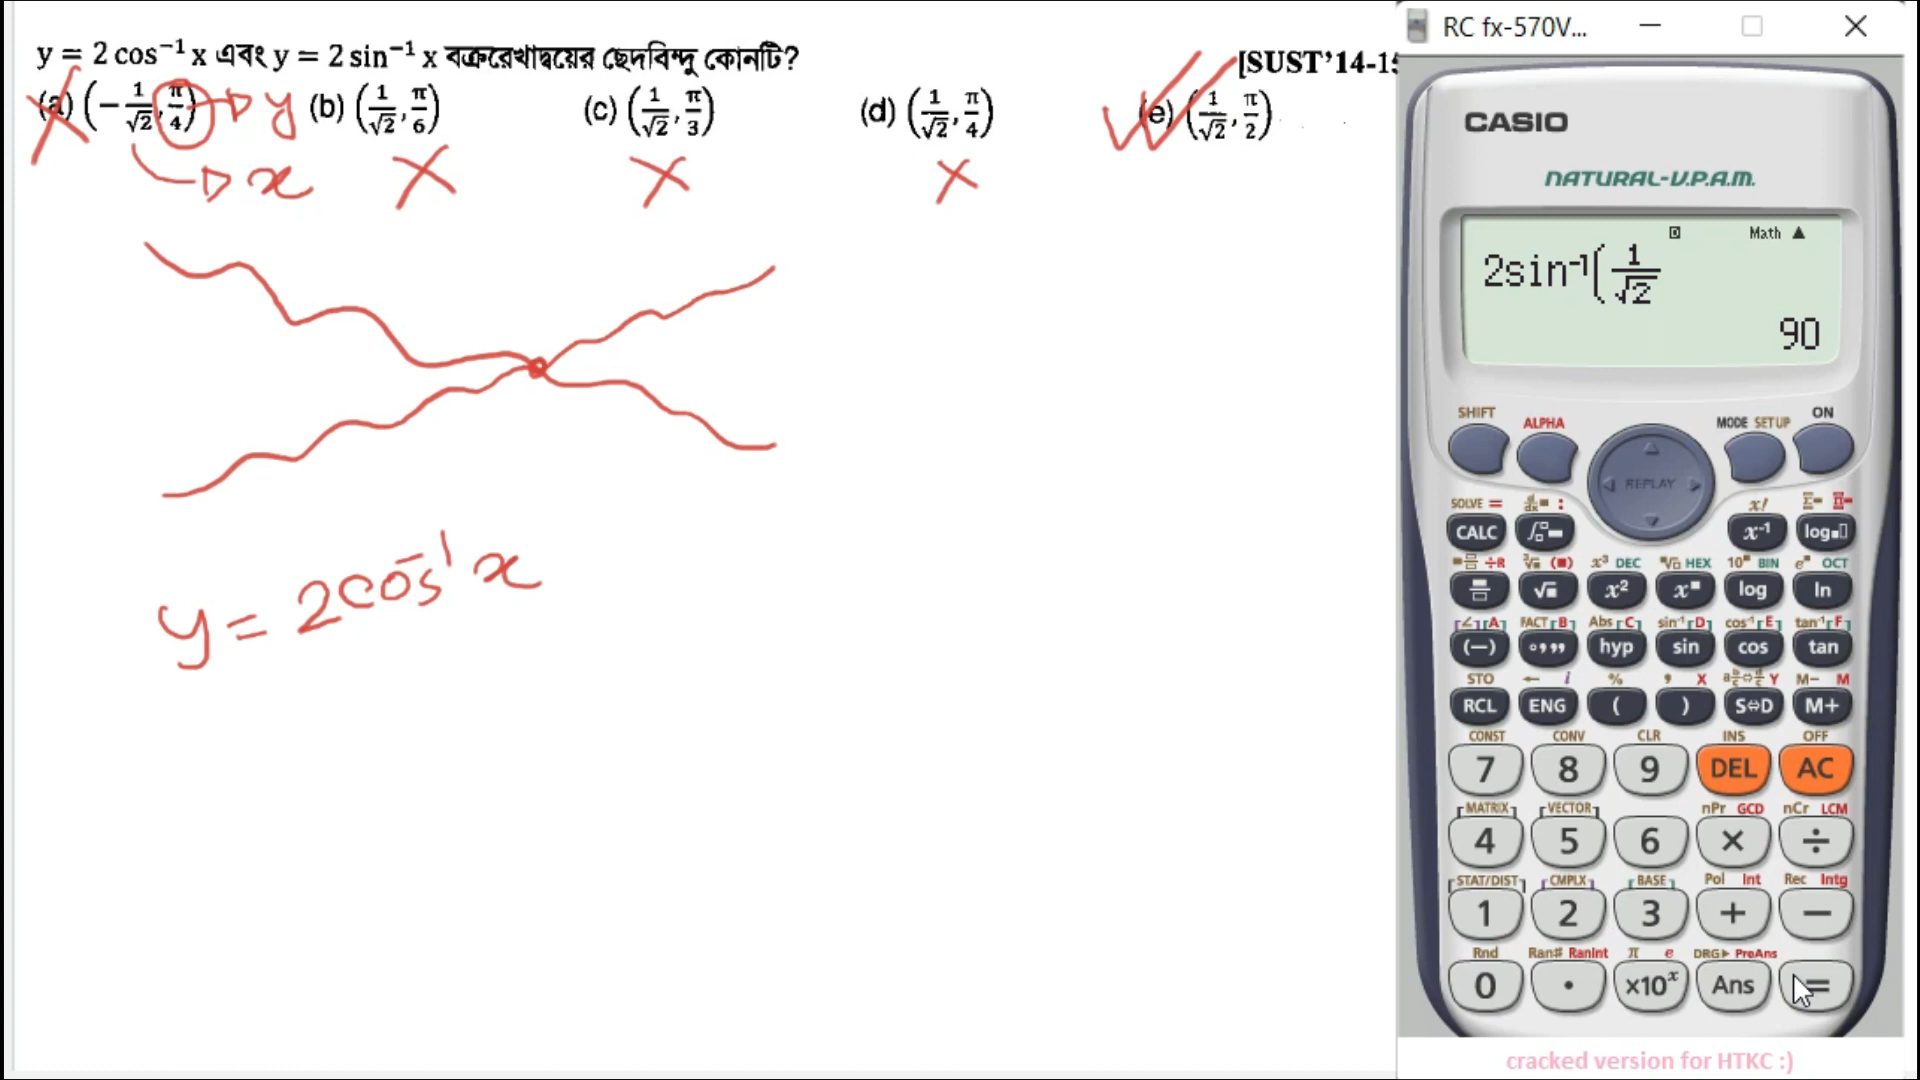 RC fx-570V...
y = 2 cos⁻¹ x এবং y = 2 sin⁻¹ x বক্ররেখাদ্বয়ের ছেদবিন্দু কোনটি?
[SUST’14-15
(a) (−1/√2, π/4) (b) (1/√2, π/6) (c) (1/√2, π/3) (d) (1/√2, π/4) (e) (1/√2, π/2)
y
x
y = 2cos⁻¹x
CASIO
NATURAL-V.P.A.M.
D Math ▲
2sin⁻¹(1/√2
90
SHIFT ALPHA MODE SETUP ON
REPLAY
SOLVE = d/dx :  x! Σ Π
CALC ∫ x⁻¹ log
÷R ³√ (■) x³ DEC √ HEX 10^■ BIN e^■ OCT
√■ x² x^■ log ln
∠ A FACT B Abs C sin⁻¹ D cos⁻¹ E tan⁻¹ F
(−) °,,, hyp sin cos tan
STO ← i % , X a b/c⇔d/c Y M− M
RCL ENG ( ) S⇔D M+
CONST CONV CLR INS OFF
7 8 9 DEL AC
MATRIX VECTOR nPr GCD nCr LCM
4 5 6 × ÷
STAT/DIST CMPLX BASE Pol Int Rec Intg
1 2 3 + −
Rnd Ran# RanInt π e DRG▶ PreAns
0 . ×10ˣ Ans =
cracked version for HTKC :)